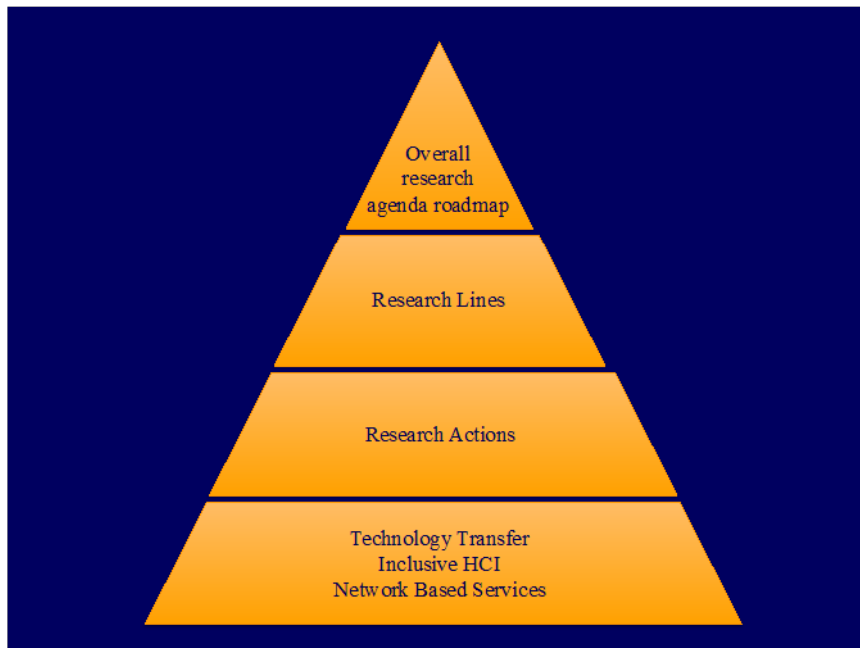 Overall
research
agenda roadmap
Research Lines
Research Actions
Technology Transfer
Inclusive HCI
Network Based Services